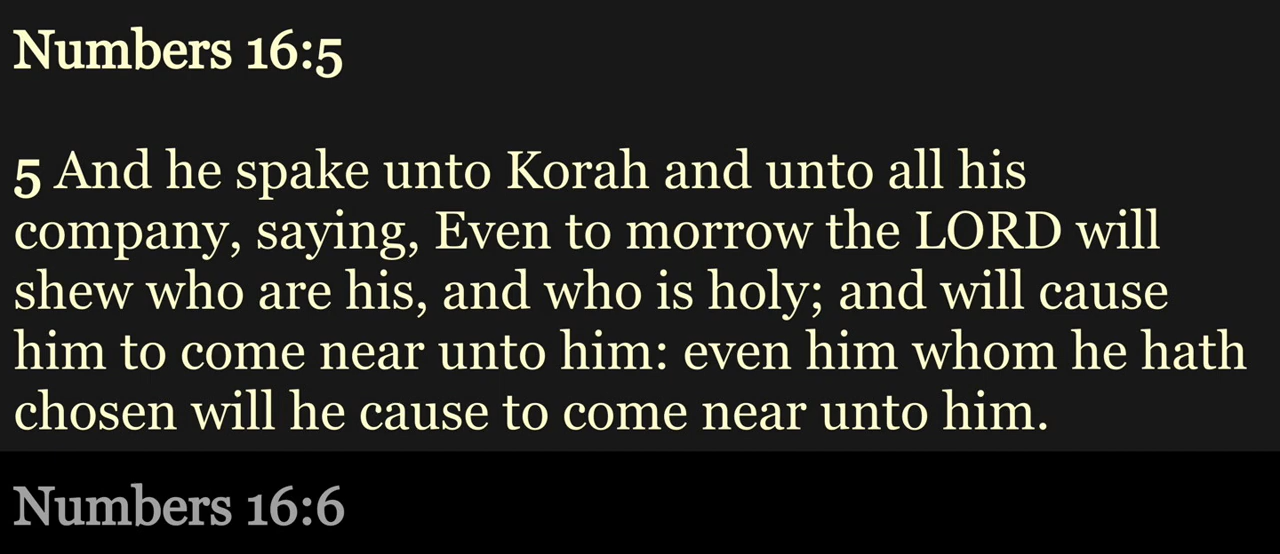 Numbers 16:5
5 And he spake unto Korah and unto all his
company, saying, Even to morrow the LORD will
shew who are his, and who is holy; and will cause
him to come near unto him: even him whom he hath
chosen will he cause to come near unto him.
Numbers 16:6